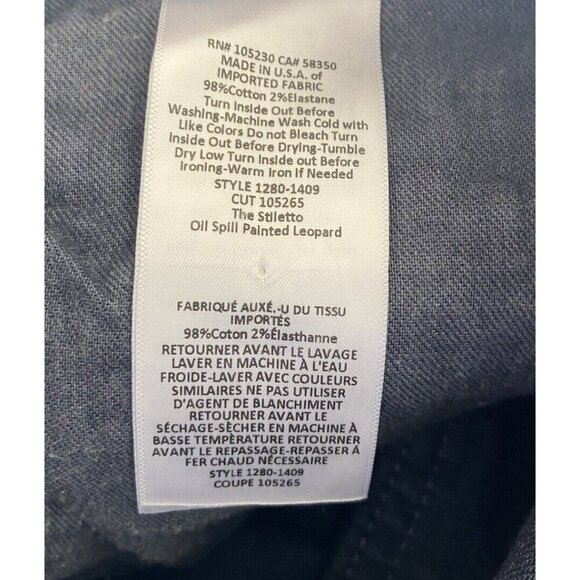 RN# 105230 CA# 58350
MADE IN U.S.A. of
IMPORTED FABRIC
98%Cotton 2%Elastane
Turn Inside Out Before
Washing-Machine Wash Cold with
Like Colors Do not Bleach Turn
Inside Out Before Drying-Tumble
Dry Low Turn Inside out Before
Ironing-Warm Iron If Needed
STYLE 1280-1409
CUT 105265
The Stiletto
Oil Spill Painted Leopard
FABRIQUÉ AUXÉ.-U DU TISSU
IMPORTÉS
98%Coton 2%Élasthanne
RETOURNER AVANT LE LAVAGE
LAVER EN MACHINE À L'EAU
FROIDE-LAVER AVEC COULEURS
SIMILAIRES NE PAS UTILISER
D'AGENT DE BLANCHIMENT
RETOURNER AVANT LE
SÉCHAGE-SÈCHER EN MACHINE À
BASSE TEMPÈRATURE RETOURNER
AVANT LE REPASSAGE-REPASSER Á
FER CHAUD NÉCESSAIRE
STYLE 1280-1409
COUPE 105265